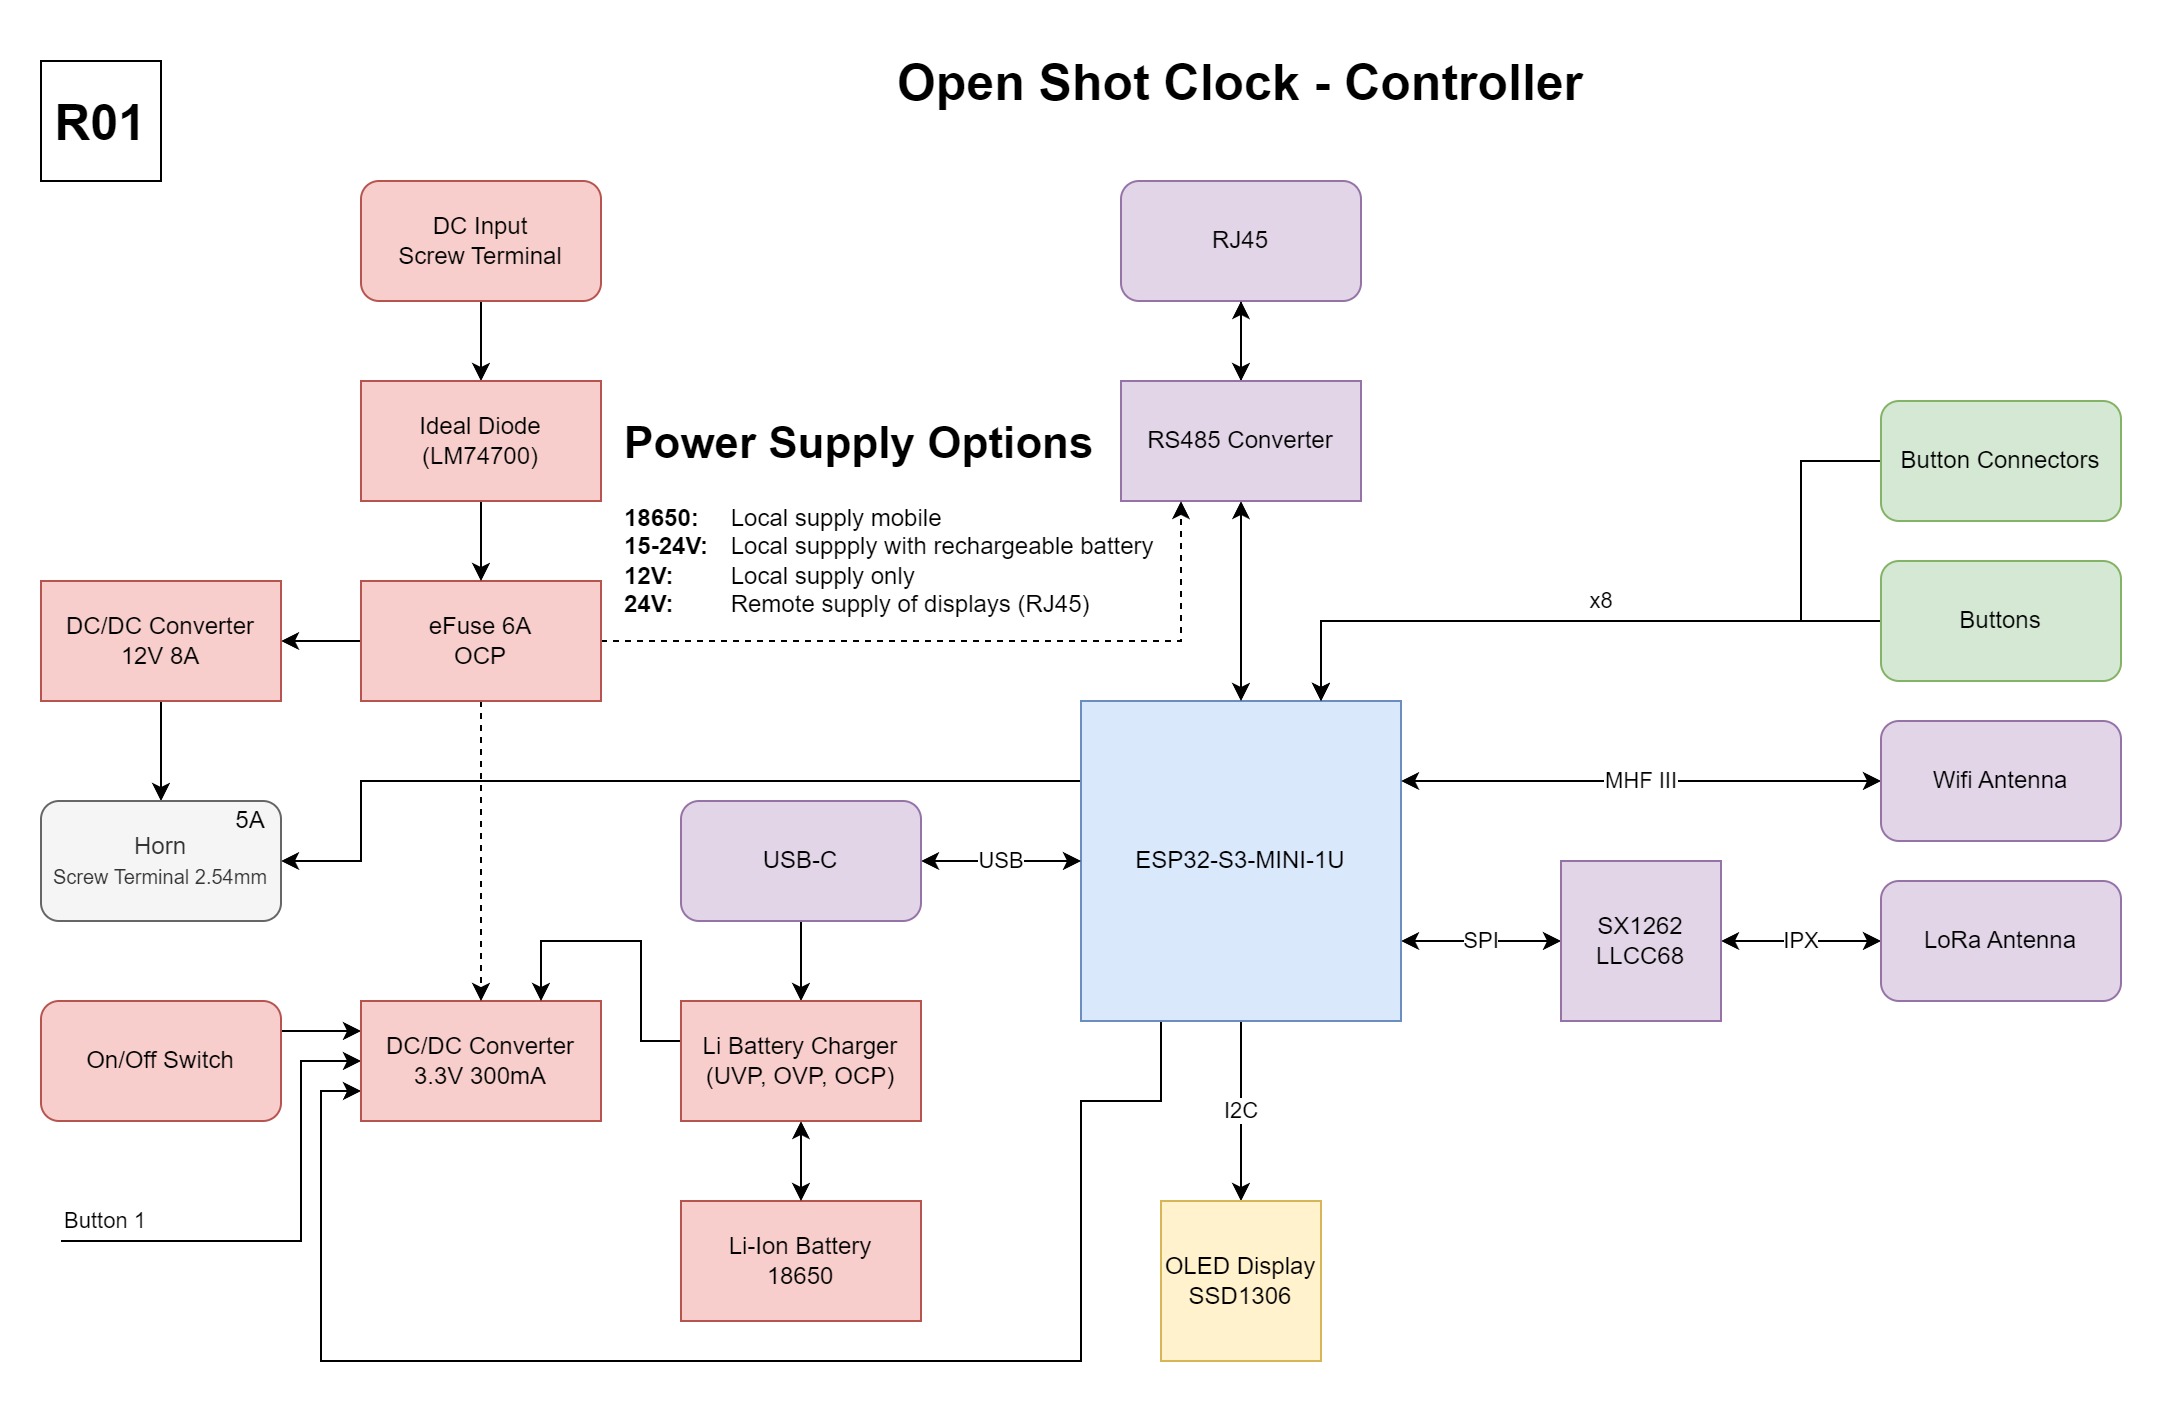 Open Shot Clock - Controller
R01
DC Input
Screw Terminal
RJ45
Ideal Diode
(LM74700)
Power Supply Options
18650: Local supply mobile
15-24V: Local suppply with rechargeable battery
12V: Local supply only
24V: Remote supply of displays (RJ45)
RS485 Converter
Button Connectors
DC/DC Converter
12V 8A
eFuse 6A
OCP
x8
Buttons
5A
Horn
Screw Terminal 2.54mm
USB-C
USB
ESP32-S3-MINI-1U
MHF III
Wifi Antenna
SPI
SX1262
LLCC68
IPX
LoRa Antenna
On/Off Switch
DC/DC Converter
3.3V 300mA
Li Battery Charger
(UVP, OVP, OCP)
I2C
Button 1
Li-Ion Battery
18650
OLED Display
SSD1306